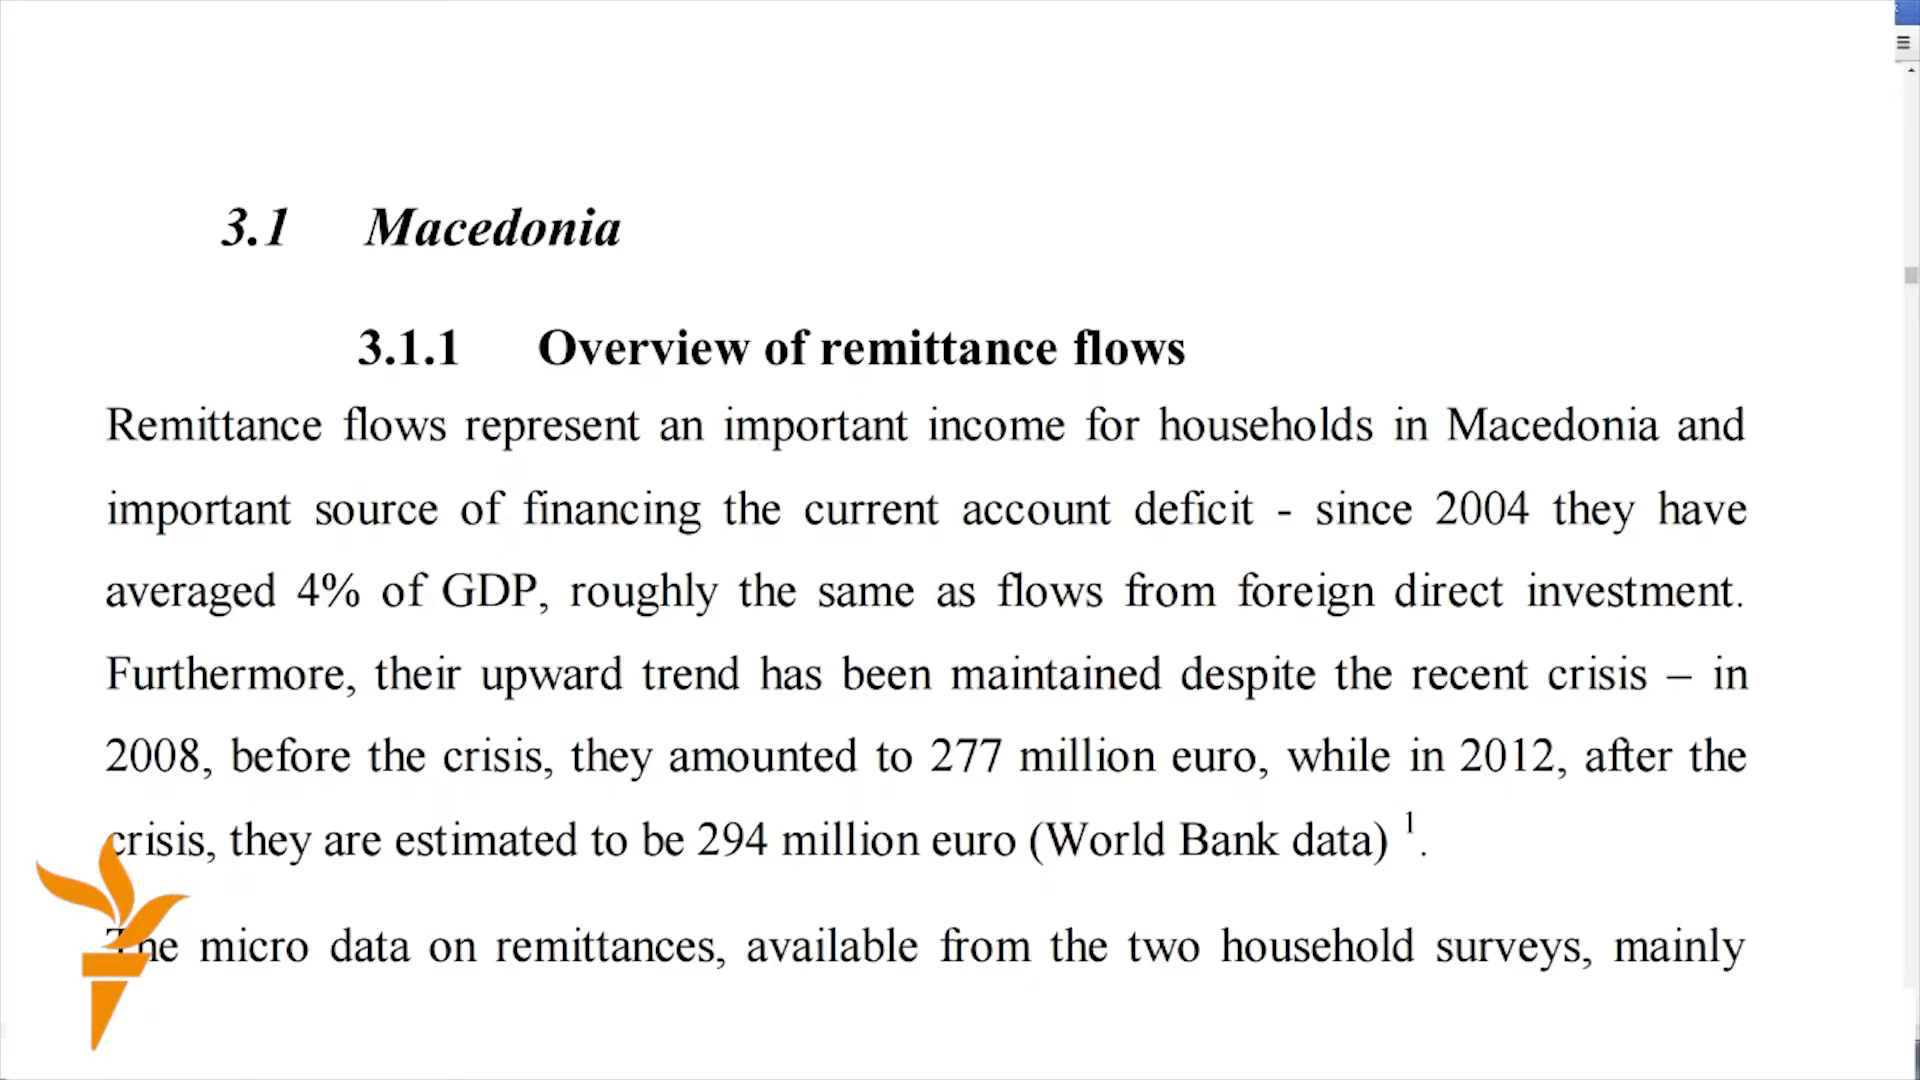 3.1 Macedonia
3.1.1 Overview of remittance flows
Remittance flows represent an important income for households in Macedonia and
important source of financing the current account deficit - since 2004 they have
averaged 4% of GDP, roughly the same as flows from foreign direct investment.
Furthermore, their upward trend has been maintained despite the recent crisis – in
2008, before the crisis, they amounted to 277 million euro, while in 2012, after the
crisis, they are estimated to be 294 million euro (World Bank data) ¹.
The micro data on remittances, available from the two household surveys, mainly